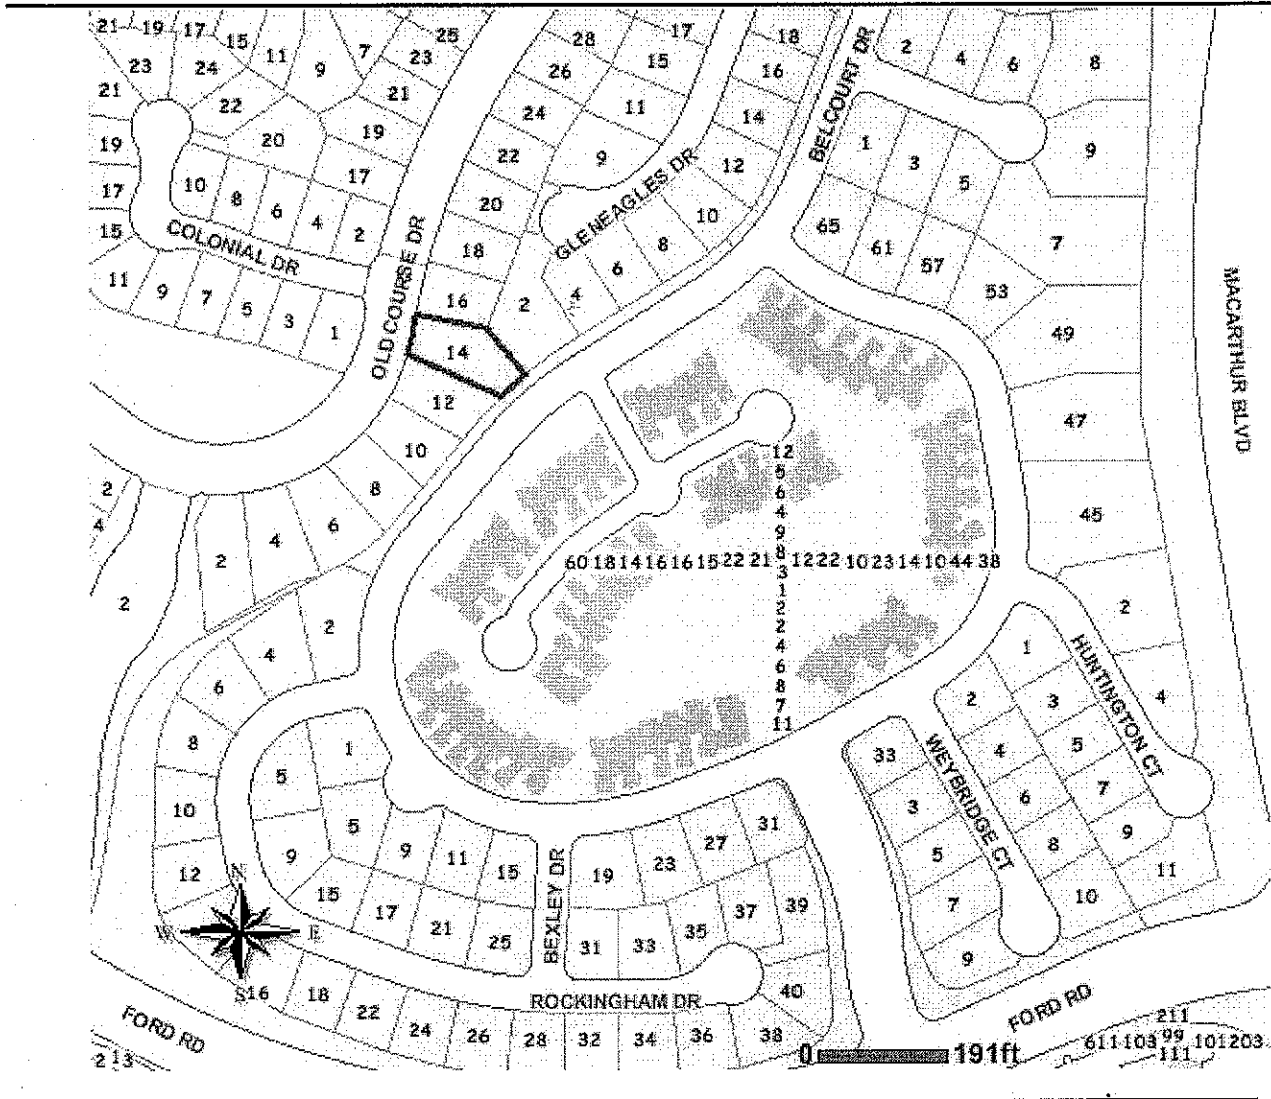 21 19 17 15 11 7 25 28 17 18 2 4 6 8
23 24 9 23 26 15 16
21 22 21 24 11 14 BELCOURT DR
19 20 19 22 9 12 1 3 5 9
17 10 8 6 4 2 17 20 GLENEAGLES DR 10
15 COLONIAL DR OLD COURSE DR 18 6 8 65 61 57 7
11 9 7 5 3 1 16 2 4 53 MACARTHUR BLVD
14 49
12 47
10 12
2 8 5
6
4 4 6 4 45
9
2 8
60 18 14 16 16 15 22 21 12 22 10 23 14 10 44 38
3
1
2 2 2
2
4 4
6 6
8
7
11
1 HUNTINGTON CT
2 3 4
8 1 33 WEYBRIDGE CT 4 5
5
10 5 31 3 6 7
9 9 11 15 BEXLEY DR 19 23 27 5 8 9
12 15 17 21 25 31 33 35 37 39 7 10 11
N
W E
S
9
16 18 22 24 26 28 32 34 36 38 40
ROCKINGHAM DR
FORD RD FORD RD
211
611103 99 101203
111
2 13
0 191ft